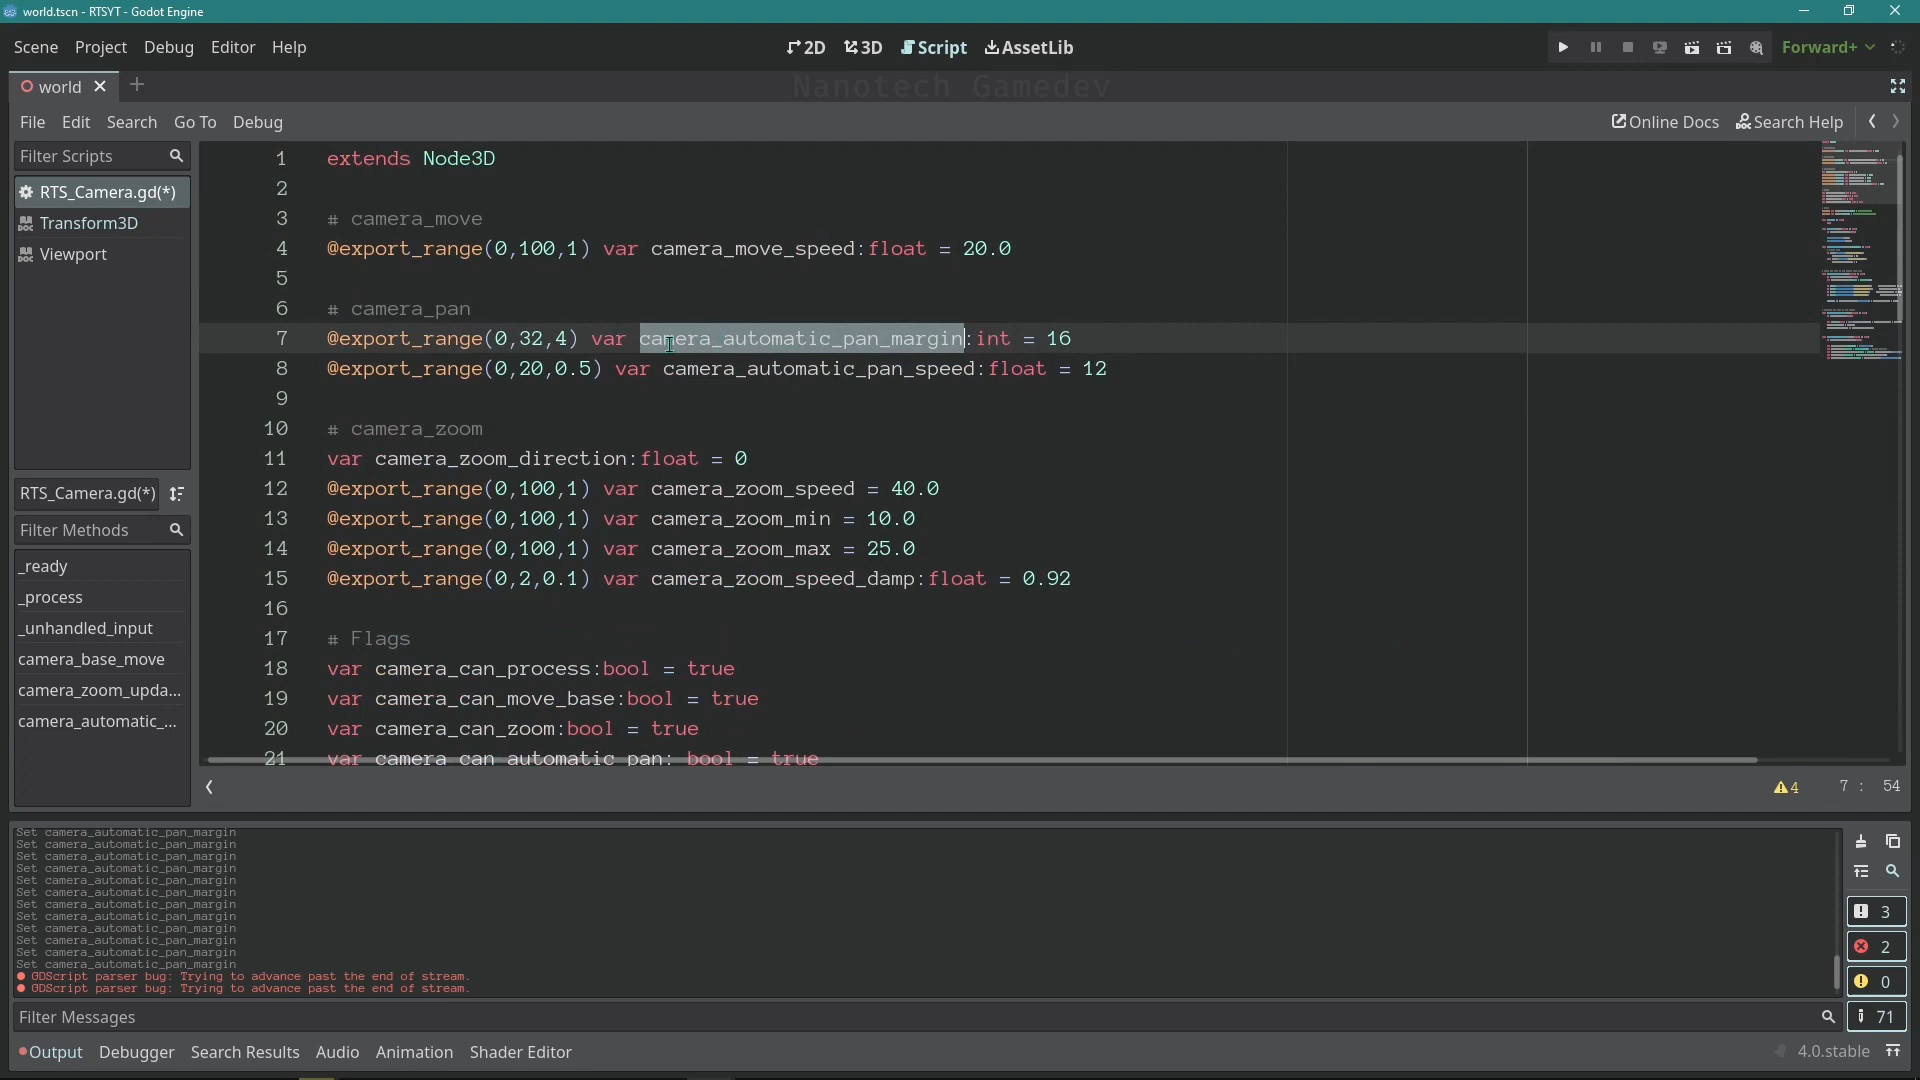 world.tscn - RTSYT - Godot Engine
Scene Project Debug Editor Help
2D 3D Script AssetLib
Forward+
world
Nanotech Gamedev
File Edit Search Go To Debug
Online Docs Search Help
Filter Scripts
RTS_Camera.gd(*)
Transform3D
Viewport
RTS_Camera.gd(*)
Filter Methods
_ready
_process
_unhandled_input
camera_base_move
camera_zoom_upda...
camera_automatic_...
1 extends Node3D
2
3 # camera_move
4 @export_range(0,100,1) var camera_move_speed:float = 20.0
5
6 # camera_pan
7 @export_range(0,32,4) var camera_automatic_pan_margin:int = 16
8 @export_range(0,20,0.5) var camera_automatic_pan_speed:float = 12
9
10 # camera_zoom
11 var camera_zoom_direction:float = 0
12 @export_range(0,100,1) var camera_zoom_speed = 40.0
13 @export_range(0,100,1) var camera_zoom_min = 10.0
14 @export_range(0,100,1) var camera_zoom_max = 25.0
15 @export_range(0,2,0.1) var camera_zoom_speed_damp:float = 0.92
16
17 # Flags
18 var camera_can_process:bool = true
19 var camera_can_move_base:bool = true
20 var camera_can_zoom:bool = true
21 var camera_can_automatic_pan: bool = true
4 7 : 54
Set camera_automatic_pan_margin
Set camera_automatic_pan_margin
Set camera_automatic_pan_margin
Set camera_automatic_pan_margin
Set camera_automatic_pan_margin
Set camera_automatic_pan_margin
Set camera_automatic_pan_margin
Set camera_automatic_pan_margin
Set camera_automatic_pan_margin
Set camera_automatic_pan_margin
Set camera_automatic_pan_margin
Set camera_automatic_pan_margin
GDScript parser bug: Trying to advance past the end of stream.
GDScript parser bug: Trying to advance past the end of stream.
3
2
0
71
Filter Messages
Output Debugger Search Results Audio Animation Shader Editor
4.0.stable